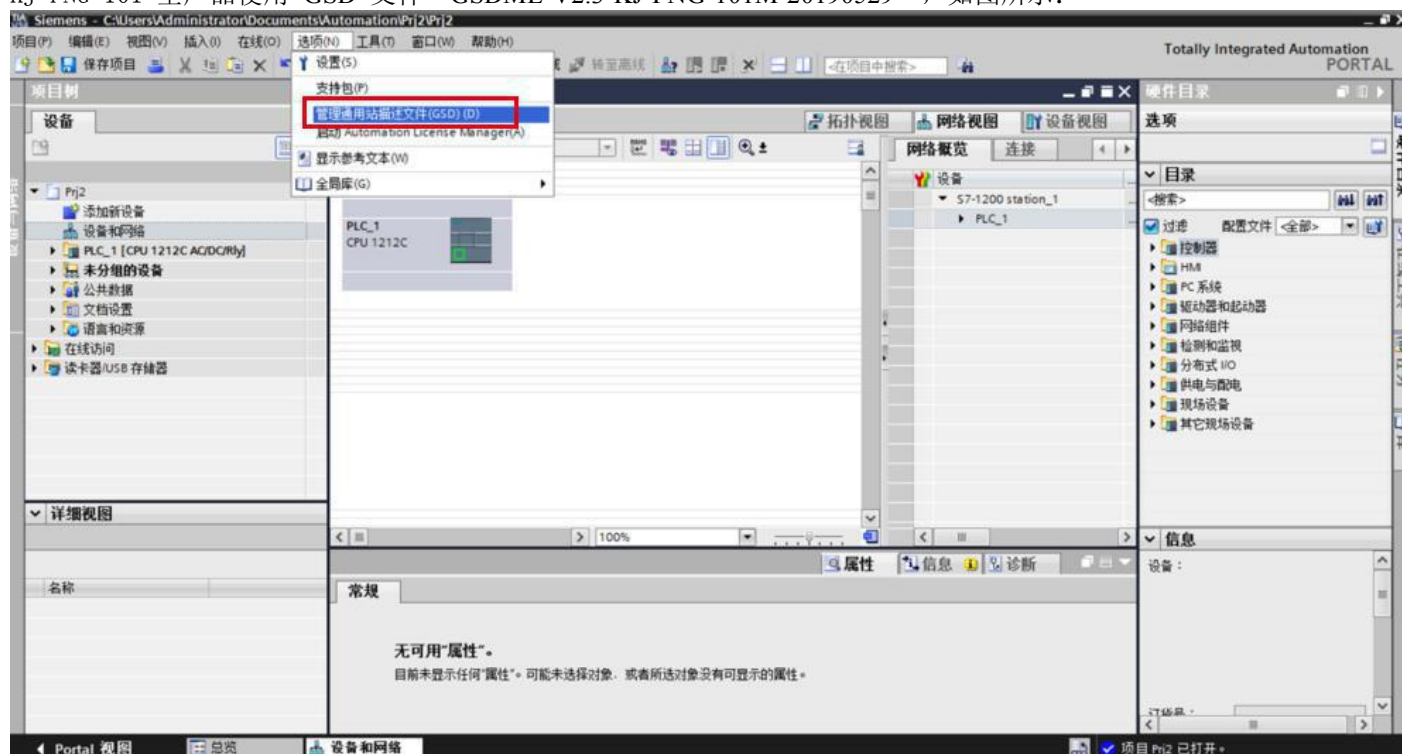 Siemens - C:\Users\Administrator\Documents\Automation\Prj2\Prj2
项目(P) 编辑(E) 视图(V) 插入(I) 在线(O) 选项(N) 工具(T) 窗口(W) 帮助(H)
Totally Integrated Automation
PORTAL
保存项目
转至离线
<在项目中搜索>
设置(S)
支持包(P)
管理通用站描述文件(GSD) (D)
启动 Automation License Manager(A)
显示参考文本(W)
全局库(G)
项目树
设备
Prj2
添加新设备
设备和网络
PLC_1 [CPU 1212C AC/DC/Rly]
未分组的设备
公共数据
文档设置
语言和资源
在线访问
读卡器/USB 存储器
详细视图
名称
拓扑视图
网络视图
设备视图
PLC_1
CPU 1212C
100%
网络概览
连接
设备
S7-1200 station_1
PLC_1
属性
信息
诊断
常规
无可用"属性"。
目前未显示任何"属性"。可能未选择对象，或者所选对象没有可显示的属性。
硬件目录
选项
目录
<搜索>
过滤 配置文件 <全部>
控制器
HMI
PC 系统
驱动器和起动器
网络组件
检测和监视
分布式 I/O
供电与配电
现场设备
其它现场设备
信息
设备：
Portal 视图
总览
设备和网络
项目 Prj2 已打开。